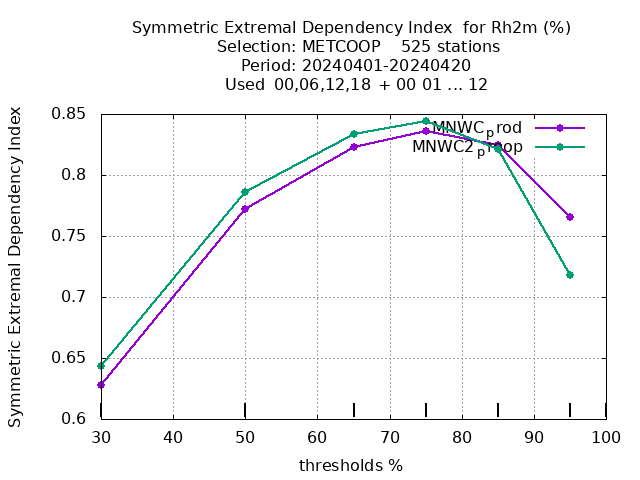 Symmetric Extremal Dependency Index for Rh2m (%)
Selection: METCOOP 525 stations
Period: 20240401-20240420
Used 00,06,12,18 + 00 01 ... 12
Symmetric Extremal Dependency Index
0.85
0.8
0.75
0.7
0.65
0.6
MNWC_prod
30 40 50 60 70 80 90 100
thresholds %